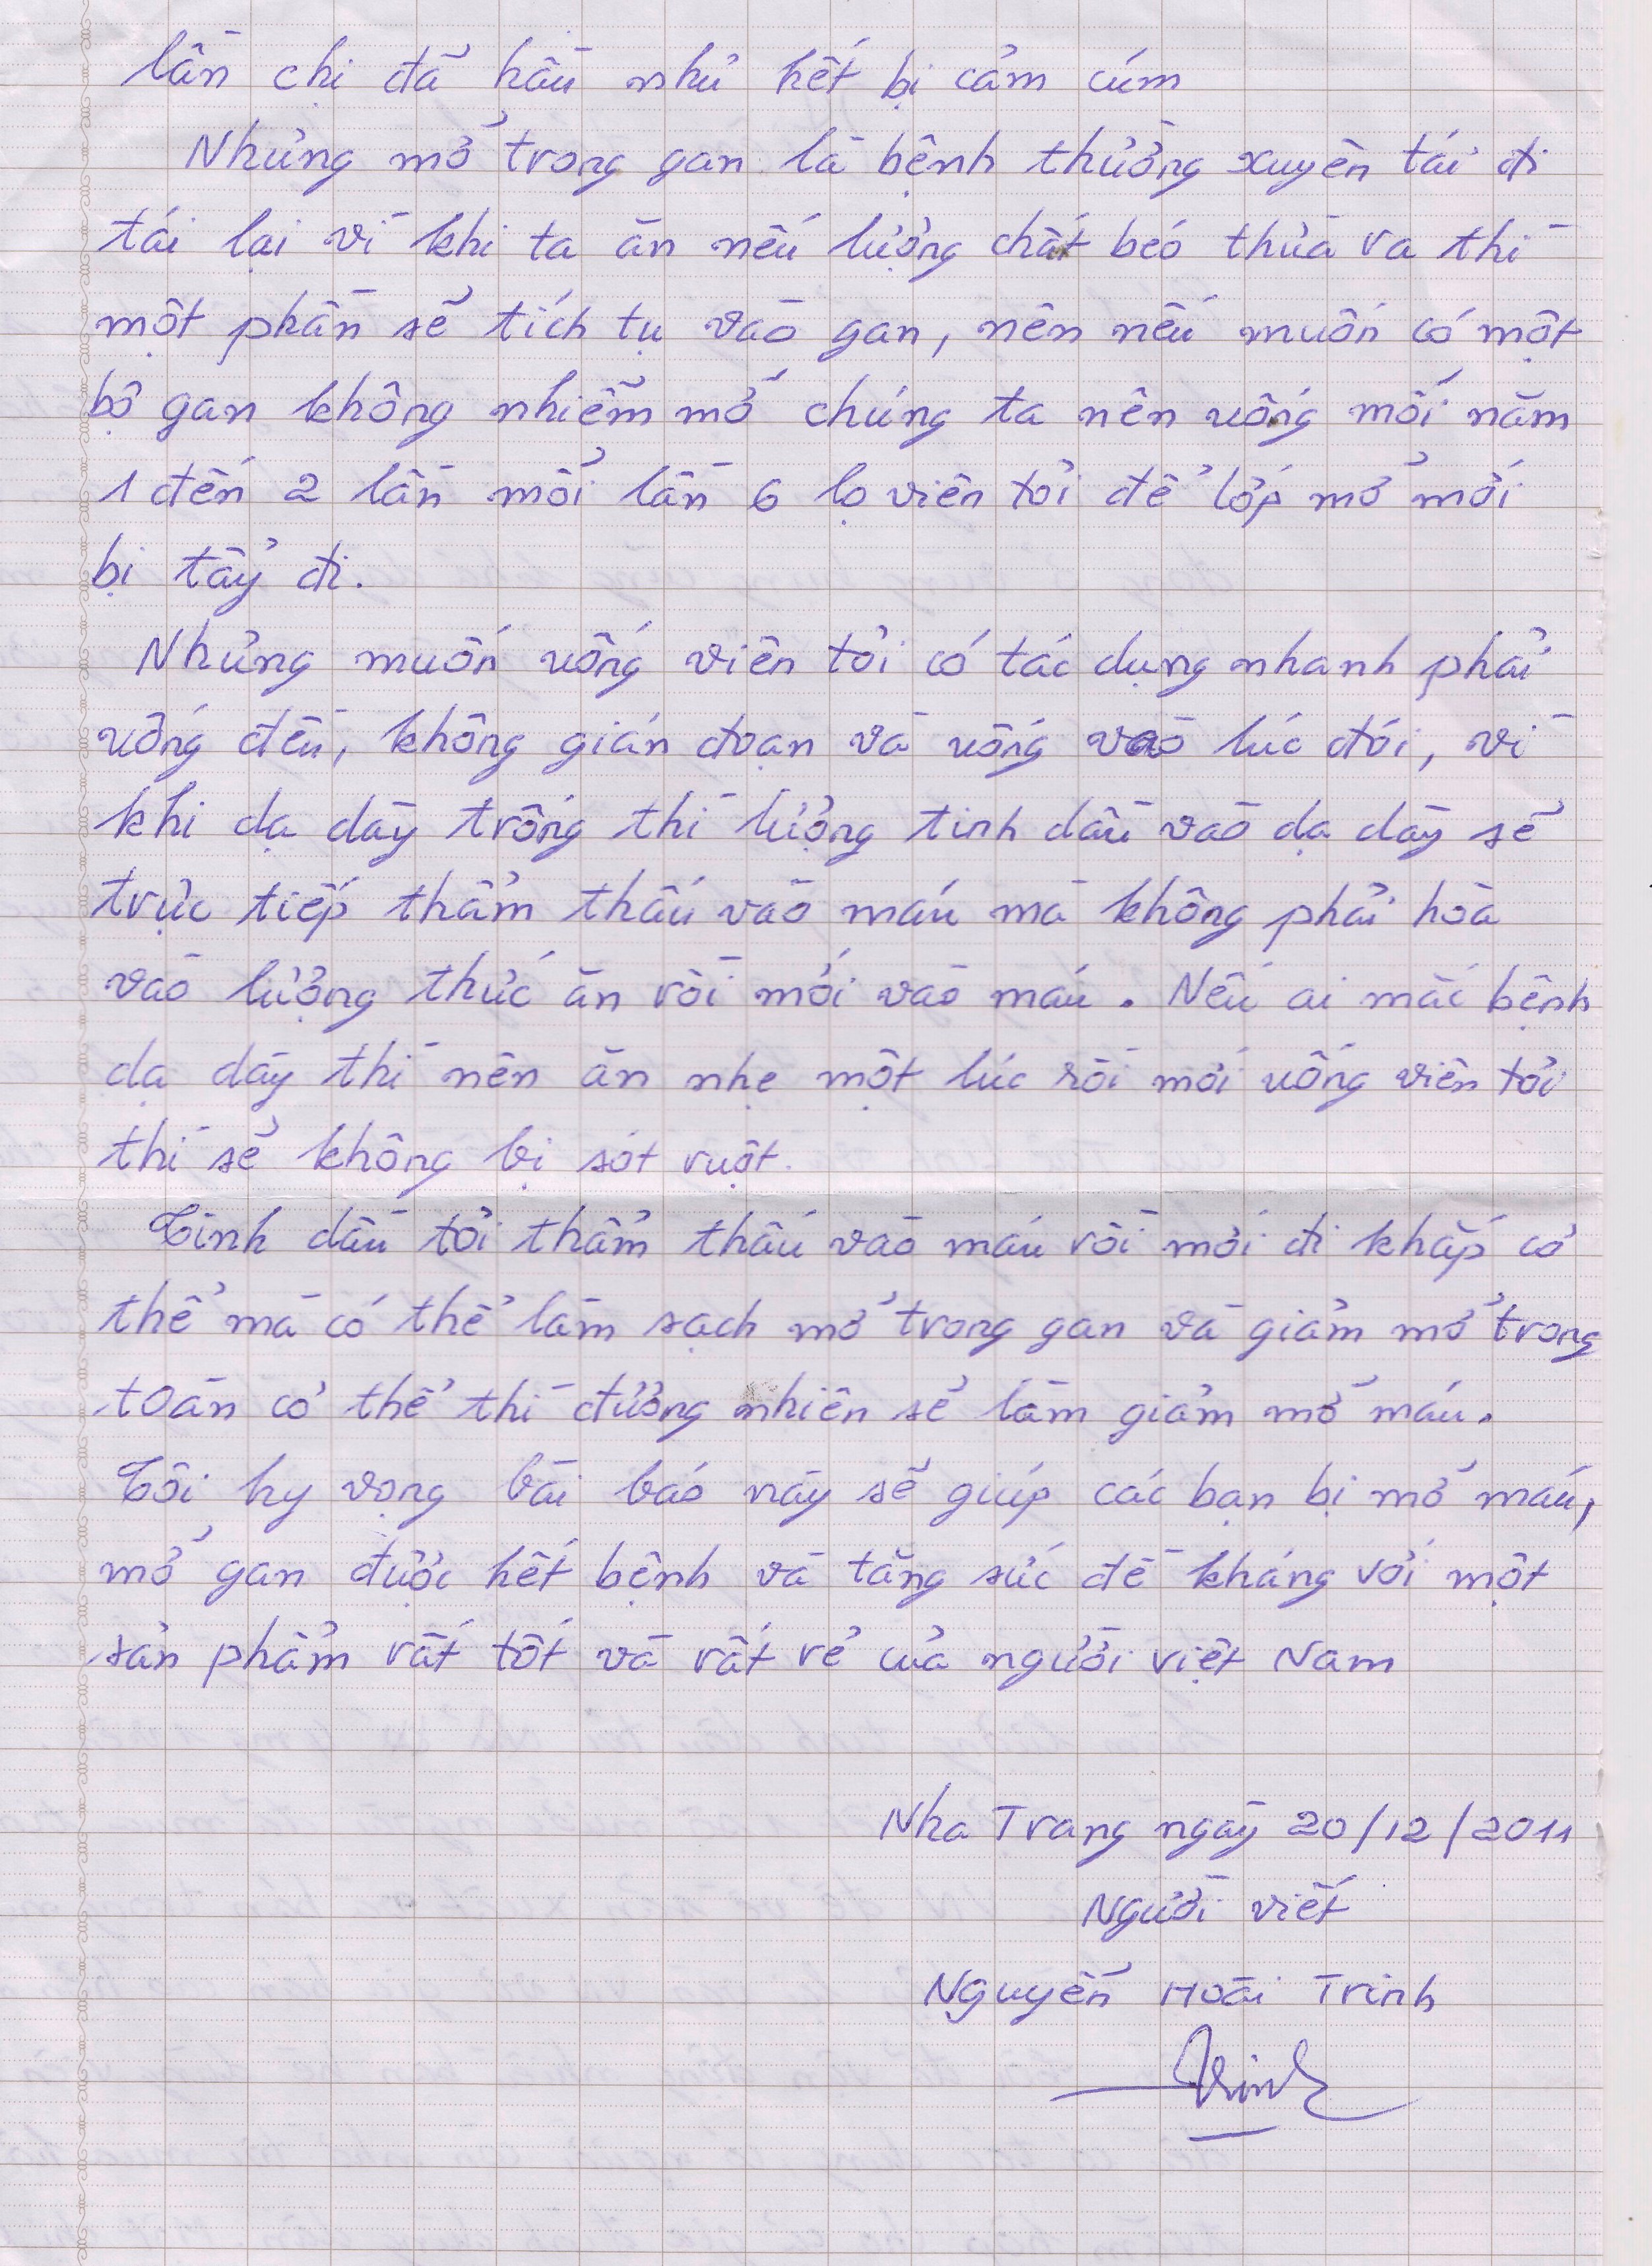 lần chị đã hầu như hết bị cảm cúm
Nhưng mỡ trong gan là bệnh thường xuyên tái đi
tái lại vì khi ta ăn nếu lượng chất béo thừa ra thì
một phần sẽ tích tụ vào gan, nên nếu muốn có một
bộ gan không nhiễm mỡ chúng ta nên uống mỗi năm
1 đến 2 lần mỗi lần 6 lọ viên tỏi để lớp mỡ mới
bị tẩy đi.
Nhưng muốn uống viên tỏi có tác dụng nhanh phải
uống đều, không gián đoạn và uống vào lúc đói, vì
khi dạ dày trống thì lượng tinh dầu vào dạ dày sẽ
trực tiếp thẩm thấu vào máu mà không phải hòa
vào lượng thức ăn rồi mới vào máu. Nếu ai mắc bệnh
dạ dày thì nên ăn nhẹ một lúc rồi mới uống viên tỏi
thì sẽ không bị sót ruột.
Tinh dầu tỏi thẩm thấu vào máu rồi mới đi khắp cơ
thể mà có thể làm sạch mỡ trong gan và giảm mỡ trong
toàn cơ thể thì đương nhiên sẽ làm giảm mỡ máu.
Tôi hy vọng bài báo này sẽ giúp các bạn bị mỡ máu,
mỡ gan được hết bệnh và tăng sức đề kháng với một
sản phẩm rất tốt và rất rẻ của người việt Nam
Nha Trang ngày 20/12/2011
Người viết
Nguyễn Hoài Trinh
Trinh